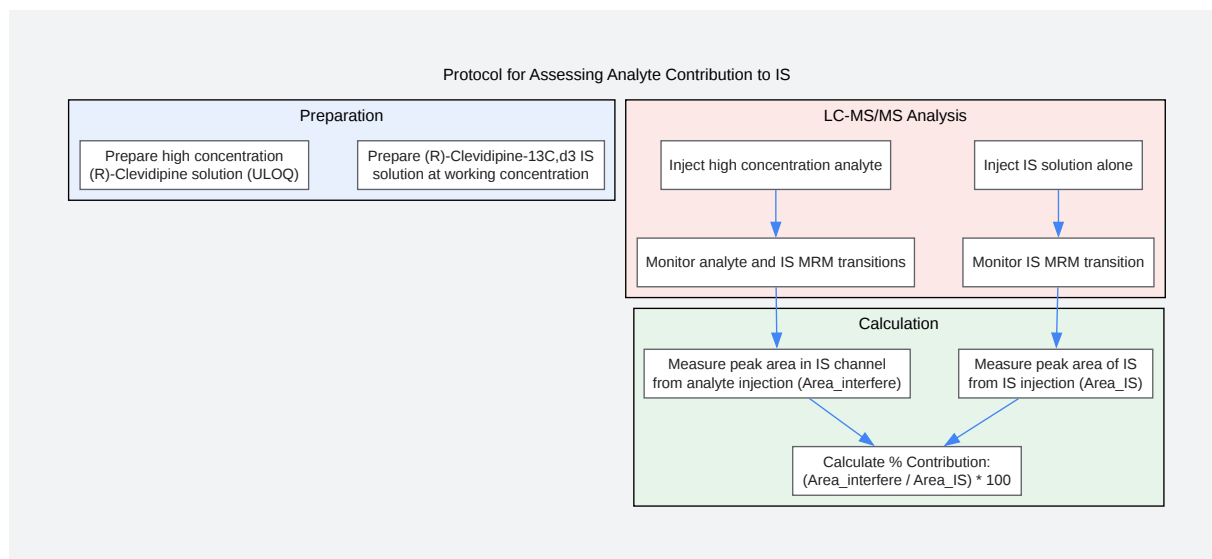 Protocol for Assessing Analyte Contribution to IS
Preparation
Prepare high concentration
(R)-Clevidipine solution (ULOQ)
Prepare (R)-Clevidipine-13C,d3 IS
solution at working concentration
LC-MS/MS Analysis
Inject high concentration analyte
Inject IS solution alone
Monitor analyte and IS MRM transitions
Monitor IS MRM transition
Calculation
Measure peak area in IS channel
from analyte injection (Area_interfere)
Measure peak area of IS
from IS injection (Area_IS)
Calculate % Contribution:
(Area_interfere / Area_IS) * 100